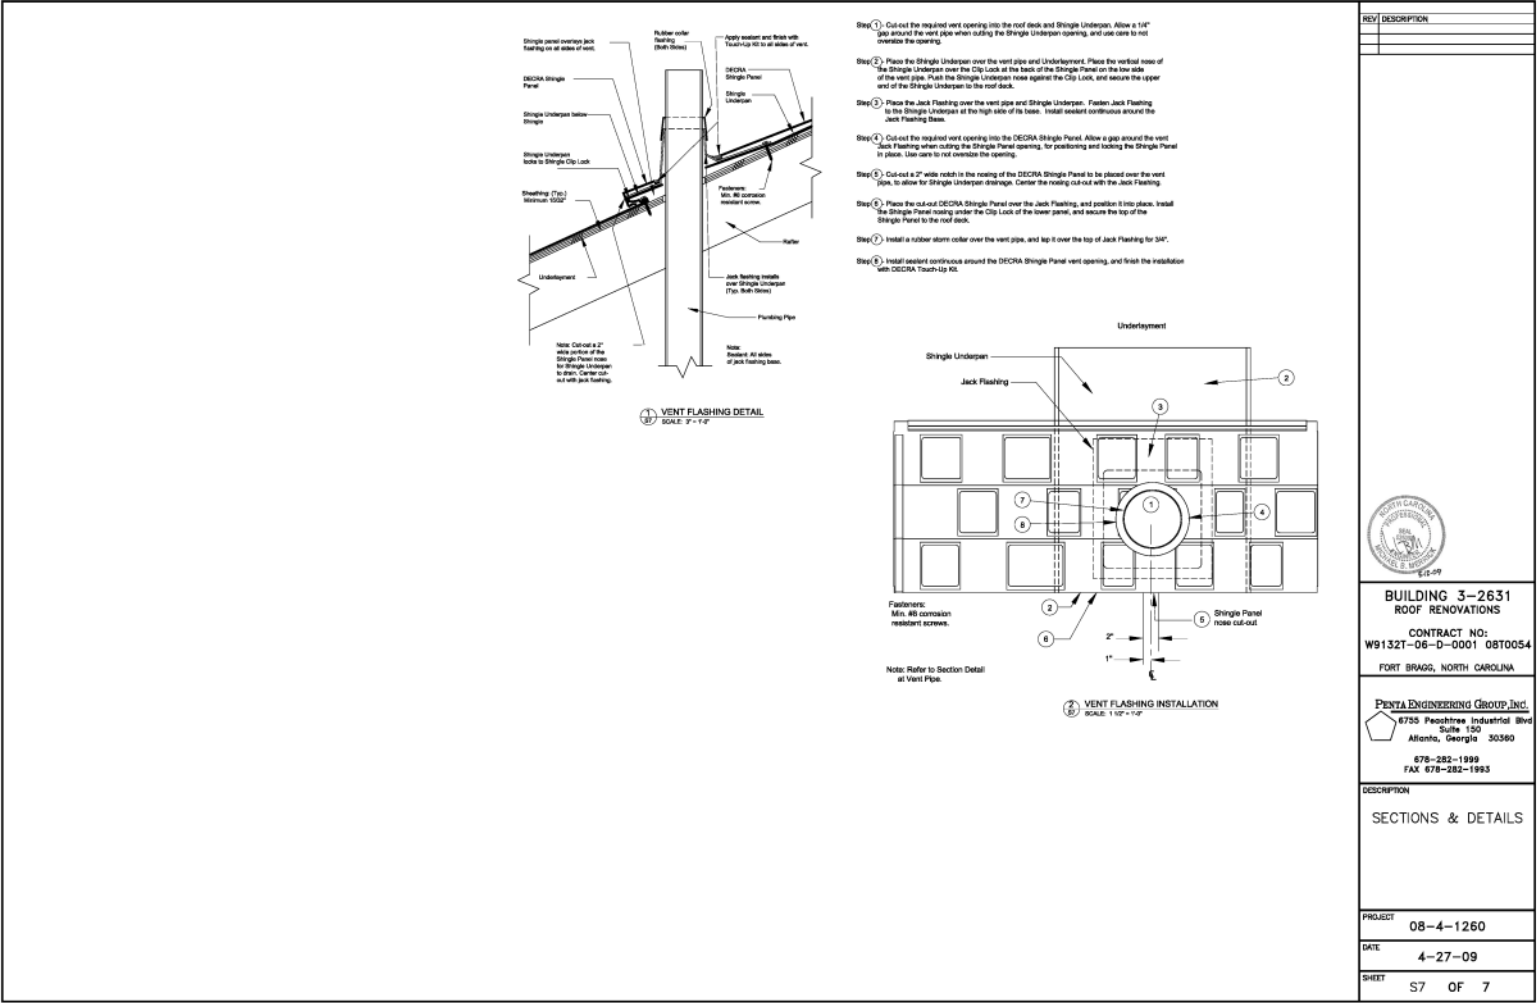 Shingle panel overlays jack
flashing on all sides of vent.
DECRA Shingle
Panel
Shingle Underpan below
Shingle
Shingle Underpan
locks to Shingle Clip Lock
Sheathing: (Typ.)
Minimum 15/32"
Underlayment
Note: Cut-out a 2"
wide portion of the
Shingle Panel nose
for Shingle Underpan
to drain. Center cut-
out with jack flashing.
Rubber collar
flashing
(Both Sides)
Apply sealant and finish with
Touch-Up Kit to all sides of vent.
DECRA
Shingle Panel
Shingle
Underpan
Fasteners:
Min. #8 corrosion
resistant screw.
Rafter
Jack flashing installs
over Shingle Underpan
(Typ. Both Sides)
Plumbing Pipe
Note:
Sealant: All sides
of jack flashing base.
1
S7
VENT FLASHING DETAIL
SCALE: 3" = 1'-0"
Step 1 - Cut-out the required vent opening into the roof deck and Shingle Underpan. Allow a 1/4"
gap around the vent pipe when cutting the Shingle Underpan opening, and use care to not
oversize the opening.
Step 2 - Place the Shingle Underpan over the vent pipe and Underlayment. Place the vertical nose of
the Shingle Underpan over the Clip Lock at the back of the Shingle Panel on the low side
of the vent pipe. Push the Shingle Underpan nose against the Clip Lock, and secure the upper
end of the Shingle Underpan to the roof deck.
Step 3 - Place the Jack Flashing over the vent pipe and Shingle Underpan. Fasten Jack Flashing
to the Shingle Underpan at the high side of its base. Install sealant continuous around the
Jack Flashing Base.
Step 4 - Cut-out the required vent opening into the DECRA Shingle Panel. Allow a gap around the vent
Jack Flashing when cutting the Shingle Panel opening, for positioning and locking the Shingle Panel
in place. Use care to not oversize the opening.
Step 5 - Cut-out a 2" wide notch in the nosing of the DECRA Shingle Panel to be placed over the vent
pipe, to allow for Shingle Underpan drainage. Center the nosing cut-out with the Jack Flashing.
Step 6 - Place the cut-out DECRA Shingle Panel over the Jack Flashing, and position it into place. Install
the Shingle Panel nosing under the Clip Lock of the lower panel, and secure the top of the
Shingle Panel to the roof deck.
Step 7 - Install a rubber storm collar over the vent pipe, and lap it over the top of Jack Flashing for 3/4".
Step 8 - Install sealant continuous around the DECRA Shingle Panel vent opening, and finish the installation
with DECRA Touch-Up Kit.
Underlayment
Shingle Underpan
Jack Flashing
2
3
7
1
4
8
Fasteners:
Min. #8 corrosion
resistant screws.
2
6
5
Shingle Panel
nose cut-out
2"
1"
Note: Refer to Section Detail
at Vent Pipe.
2
S7
VENT FLASHING INSTALLATION
SCALE: 1 1/2" = 1'-0"
REV DESCRIPTION
NORTH CAROLINA
PROFESSIONAL
SEAL
ENGINEER
MICHAEL B. MERRICK
BUILDING 3-2631
ROOF RENOVATIONS
CONTRACT NO:
W9132T-06-D-0001 08T0054
FORT BRAGG, NORTH CAROLINA
PENTA ENGINEERING GROUP,INC.
6755 Peachtree Industrial Blvd
Suite 150
Atlanta, Georgia 30360
678-282-1999
FAX 678-282-1993
DESCRIPTION
SECTIONS & DETAILS
PROJECT
08-4-1260
DATE
4-27-09
SHEET
S7 OF 7